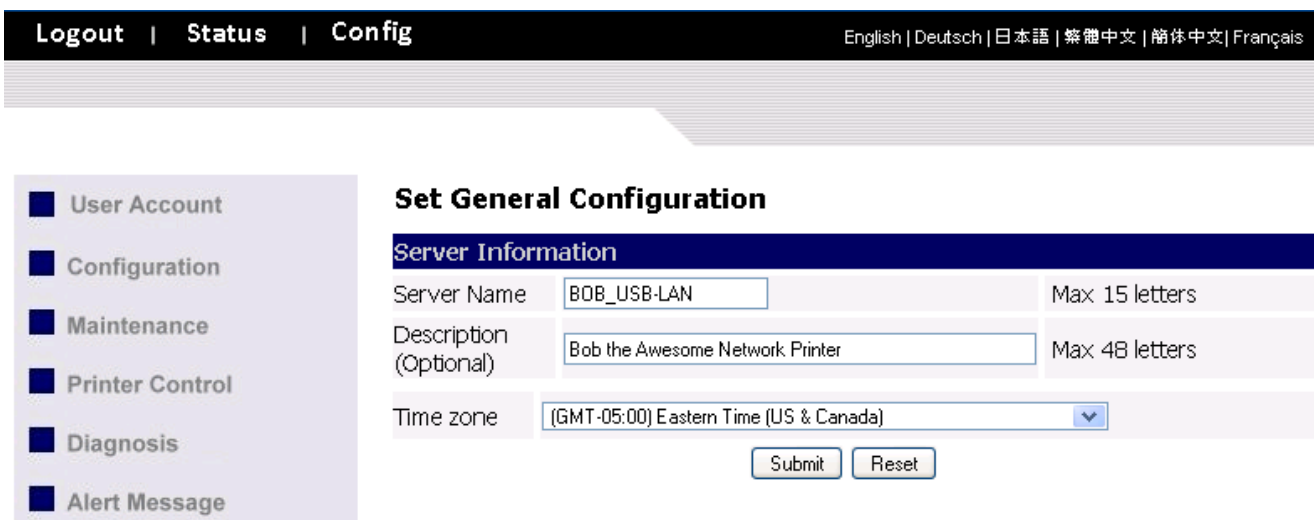 Logout | Status | Config
English | Deutsch | 日本語 | 繁體中文 | 簡体中文| Français
User Account
Configuration
Maintenance
Printer Control
Diagnosis
Alert Message
Set General Configuration
Server Information
Server Name BOB_USB-LAN Max 15 letters
Description
(Optional) Bob the Awesome Network Printer Max 48 letters
Time zone (GMT-05:00) Eastern Time (US & Canada)
Submit Reset